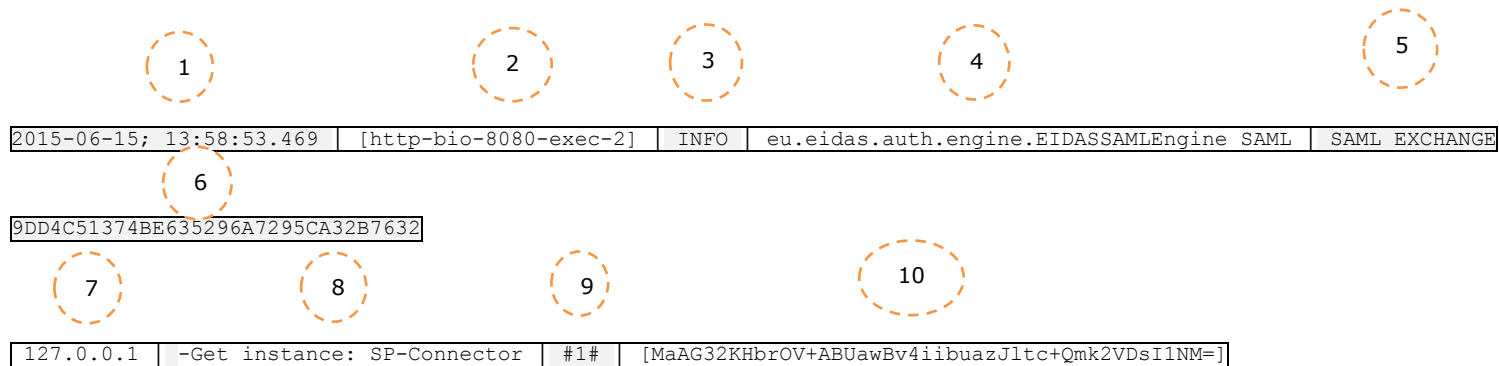 1 2 3 4 5
2015-06-15; 13:58:53.469 | [http-bio-8080-exec-2] | INFO | eu.eidas.auth.engine.EIDASSAMLEngine SAML | SAML EXCHANGE
6
9DD4C51374BE635296A7295CA32B7632
7 8 9 10
127.0.0.1 | -Get instance: SP-Connector | #1# | [MaAG32KHbrOV+ABUawBv4iibuazJltc+Qmk2VDsI1NM=]